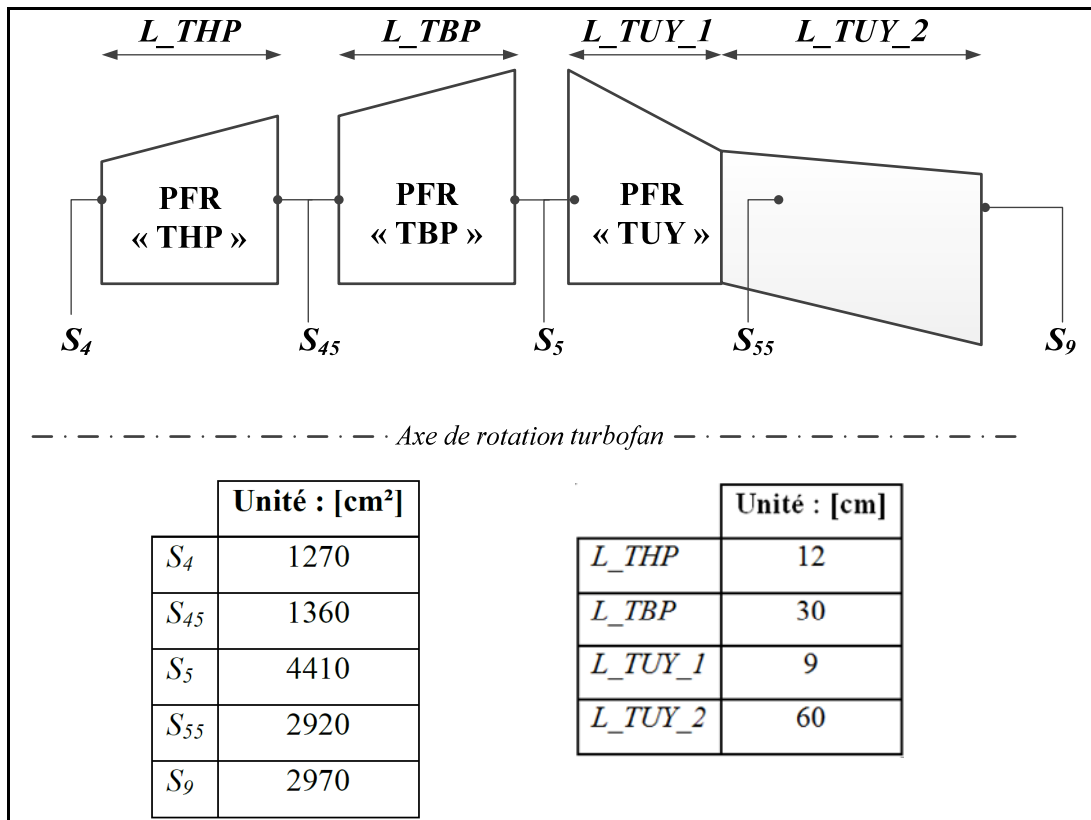 L_THP L_TBP L_TUY_1 L_TUY_2
PFR
« THP »
PFR
« TBP »
PFR
« TUY »
S4 S45 S5 S55 S9
Axe de rotation turbofan
Unité : [cm²]
S4 1270
S45 1360
S5 4410
S55 2920
S9 2970
Unité : [cm]
L_THP 12
L_TBP 30
L_TUY_1 9
L_TUY_2 60